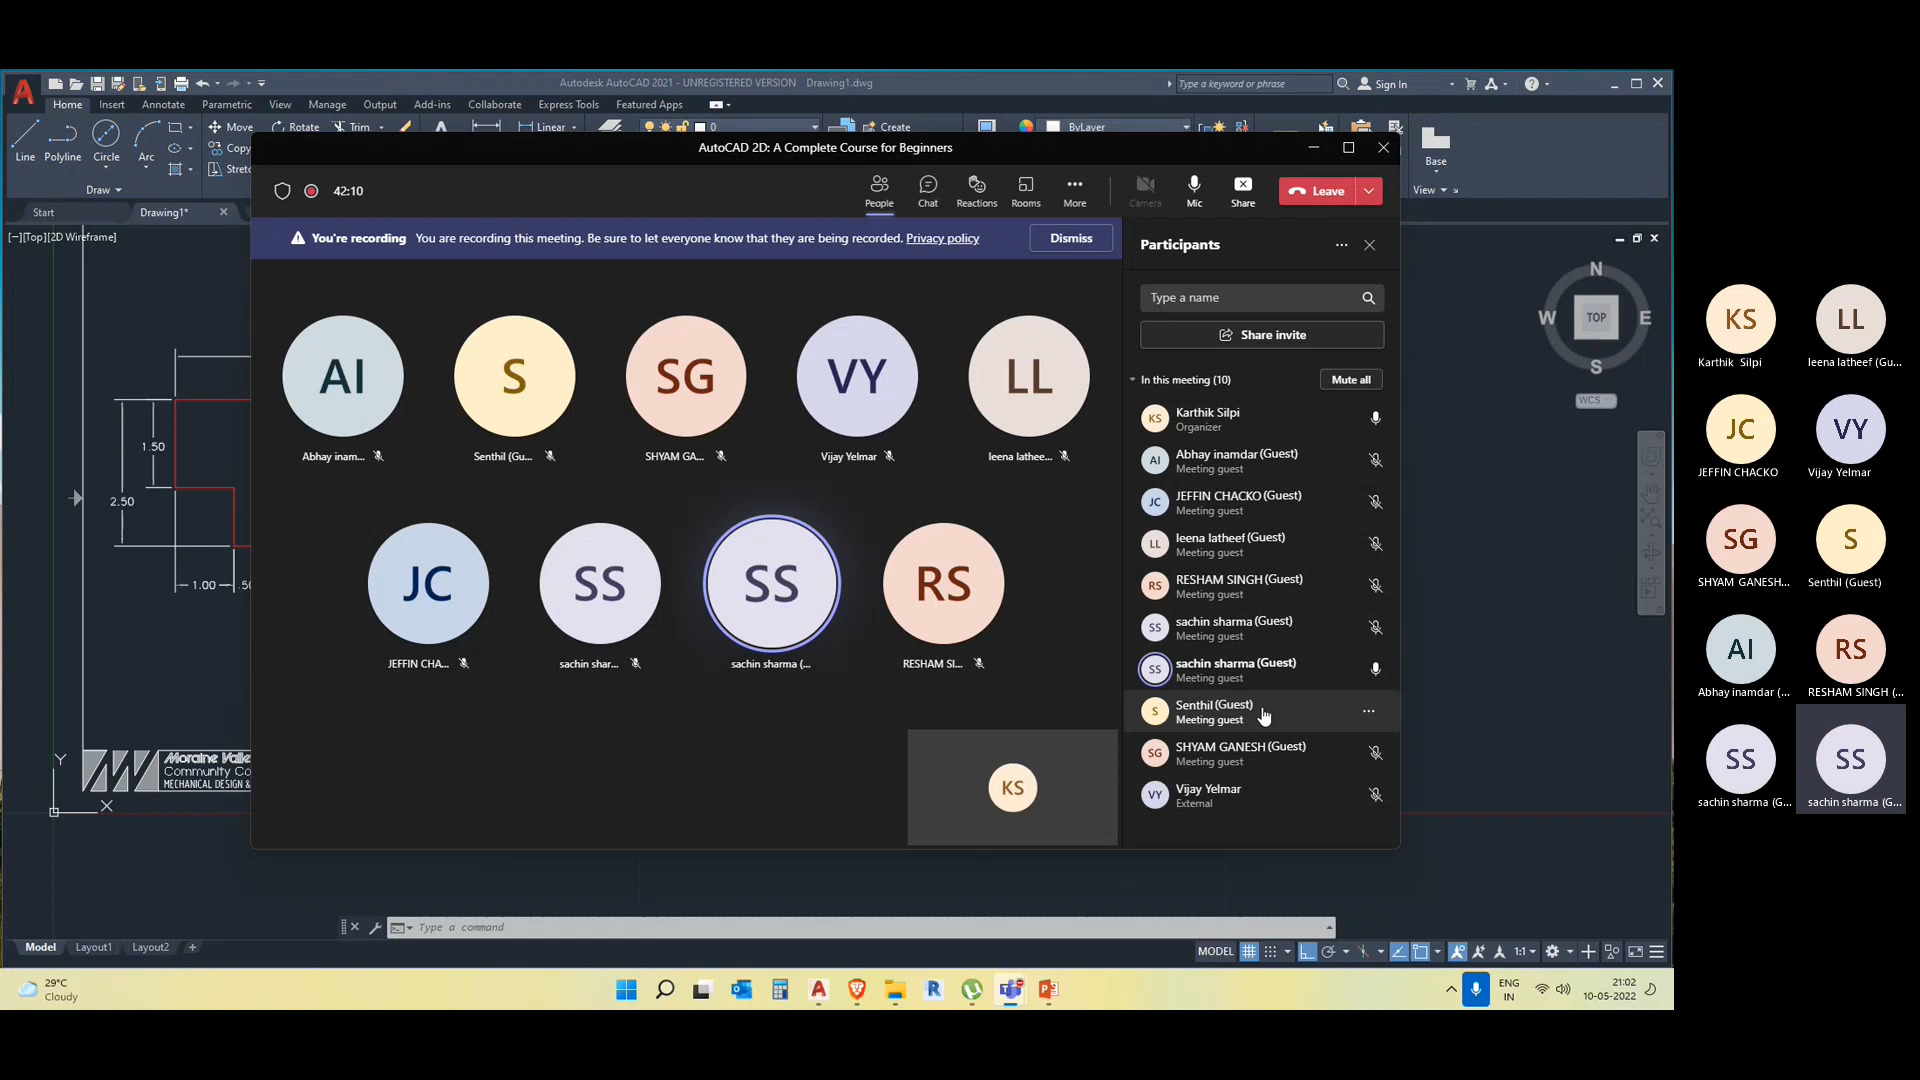 Autodesk AutoCAD 2021 - UNREGISTERED VERSION Drawing1.dwg
Type a keyword or phrase
Sign In
Home Insert Annotate Parametric View Manage Output Add-ins Collaborate Express Tools Featured Apps
Line Polyline Circle Arc
Move Rotate Trim
Copy
Stretc
A
Linear
0
Create
ByLayer
Base
Draw
View
Start Drawing1*
[−][Top][2D Wireframe]
AutoCAD 2D: A Complete Course for Beginners
42:10
People Chat Reactions Rooms More Camera Mic Share Leave
You're recording You are recording this meeting. Be sure to let everyone know that they are being recorded. Privacy policy
Dismiss
Participants
Type a name
Share invite
In this meeting (10)
Mute all
KS Karthik Silpi
Organizer
AI Abhay inamdar (Guest)
Meeting guest
JC JEFFIN CHACKO (Guest)
Meeting guest
LL leena latheef (Guest)
Meeting guest
RS RESHAM SINGH (Guest)
Meeting guest
SS sachin sharma (Guest)
Meeting guest
SS sachin sharma (Guest)
Meeting guest
S Senthil (Guest)
Meeting guest
SG SHYAM GANESH (Guest)
Meeting guest
VY Vijay Yelmar
External
AI S SG VY LL
Abhay inam... Senthil (Gu... SHYAM GA... Vijay Yelmar leena lathee...
JC SS SS RS
JEFFIN CHA... sachin shar... sachin sharma (... RESHAM SI...
KS
1.50
2.50
1.00 .50
Moraine Valle
Community Co
MECHANICAL DESIGN &
Y
X
N
W TOP E
S
WCS
KS LL
Karthik Silpi leena latheef (Gu...
JC VY
JEFFIN CHACKO Vijay Yelmar
SG S
SHYAM GANESH... Senthil (Guest)
AI RS
Abhay inamdar (... RESHAM SINGH (...
SS SS
sachin sharma (G... sachin sharma (G...
Type a command
Model Layout1 Layout2 +
MODEL
1:1
29°C
Cloudy
ENG
IN
21:02
10-05-2022